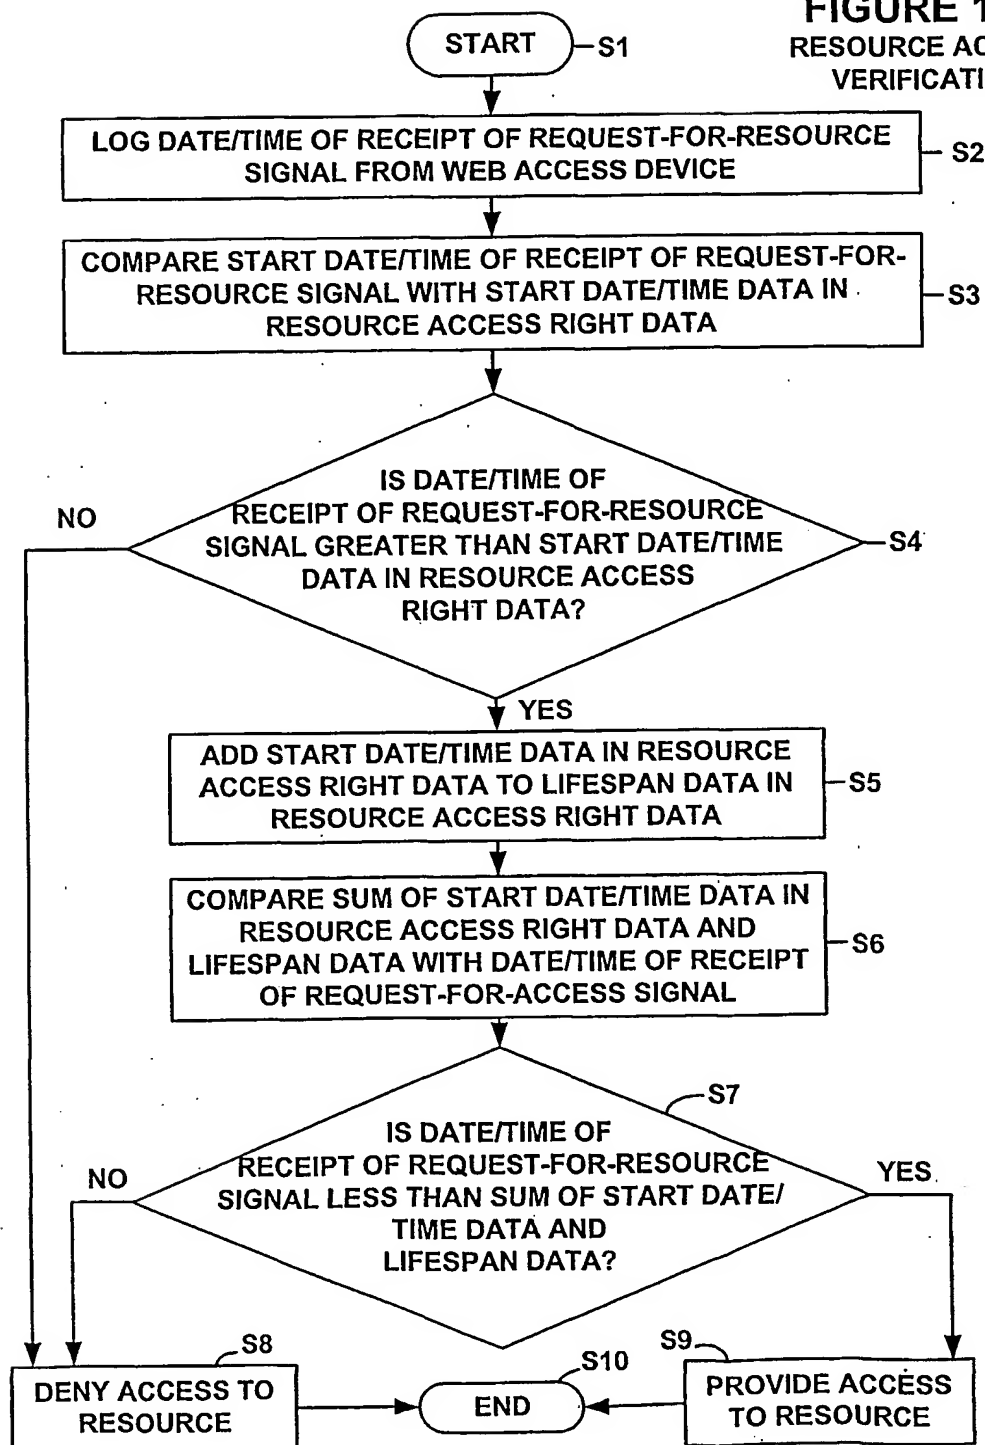 FIGURE 1
RESOURCE AC
VERIFICATI
START
S1
LOG DATE/TIME OF RECEIPT OF REQUEST-FOR-RESOURCE
SIGNAL FROM WEB ACCESS DEVICE
S2
COMPARE START DATE/TIME OF RECEIPT OF REQUEST-FOR-
RESOURCE SIGNAL WITH START DATE/TIME DATA IN
RESOURCE ACCESS RIGHT DATA
S3
IS DATE/TIME OF
RECEIPT OF REQUEST-FOR-RESOURCE
SIGNAL GREATER THAN START DATE/TIME
DATA IN RESOURCE ACCESS
RIGHT DATA?
NO
S4
YES
ADD START DATE/TIME DATA IN RESOURCE
ACCESS RIGHT DATA TO LIFESPAN DATA IN
RESOURCE ACCESS RIGHT DATA
S5
COMPARE SUM OF START DATE/TIME DATA IN
RESOURCE ACCESS RIGHT DATA AND
LIFESPAN DATA WITH DATE/TIME OF RECEIPT
OF REQUEST-FOR-ACCESS SIGNAL
S6
S7
IS DATE/TIME OF
RECEIPT OF REQUEST-FOR-RESOURCE
SIGNAL LESS THAN SUM OF START DATE/
TIME DATA AND
LIFESPAN DATA?
NO
YES
S8
DENY ACCESS TO
RESOURCE
S10
END
S9
PROVIDE ACCESS
TO RESOURCE